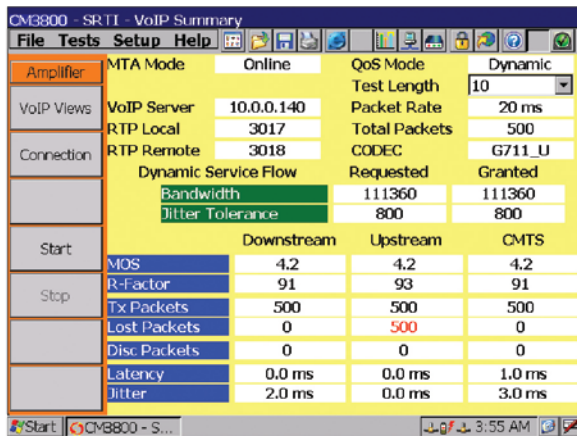 CM3800 - SRTI - VoIP Summary
File Tests Setup Help
Amplifier
MTA Mode Online QoS Mode Dynamic
Test Length 10
VoIP Views
VoIP Server 10.0.0.140 Packet Rate 20 ms
RTP Local 3017 Total Packets 500
Connection
RTP Remote 3018 CODEC G711_U
Dynamic Service Flow Requested Granted
Bandwidth 111360 111360
Jitter Tolerance 800 800
Start
Downstream Upstream CMTS
MOS 4.2 4.2 4.2
Stop
R-Factor 91 93 91
Tx Packets 500 500 500
Lost Packets 0 500 0
Disc Packets 0 0 0
Latency 0.0 ms 0.0 ms 1.0 ms
Jitter 2.0 ms 0.0 ms 3.0 ms
Start CM3800 - S... 3:55 AM